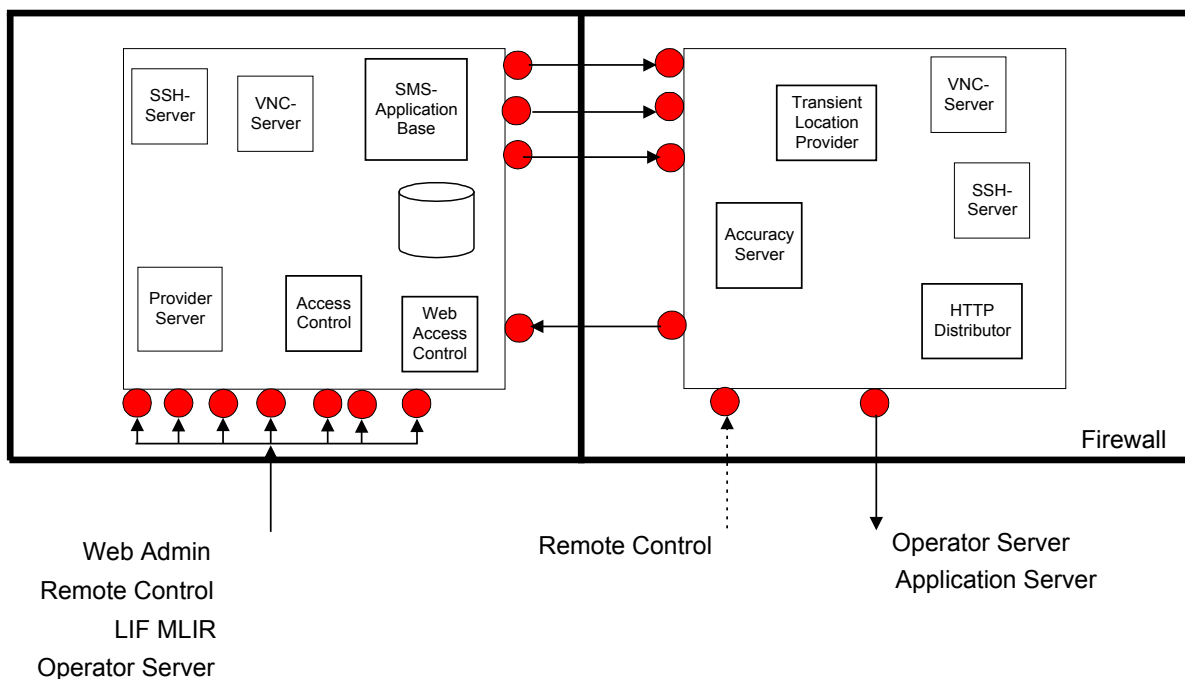 SSH-
Server
VNC-
Server
SMS-
Application
Base
Provider
Server
Access
Control
Web
Access
Control
Transient
Location
Provider
VNC-
Server
SSH-
Server
Accuracy
Server
HTTP
Distributor
Firewall
Web Admin
Remote Control
LIF MLIR
Operator Server
Remote Control
Operator Server
Application Server